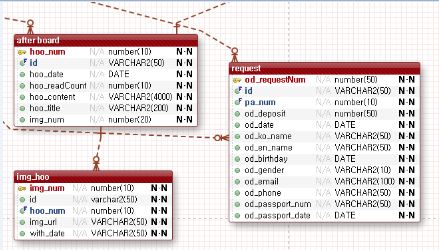 afterboard
hoo_num N/A number(10) N-N
id N/A VARCHAR2(50) N-N
hoo_date N/A DATE N-N
hoo_readCount N/A number(10) N-N
hoo_content N/A VARCHAR2(4000) N-N
hoo_title N/A VARCHAR2(200) N-N
img_num N/A number(20) N-N
request
od_requestNum N/A number(50) N-N
id N/A VARCHAR2(50) N-N
pa_num N/A number(10) N-N
od_deposit N/A number(50) N-N
od_date N/A DATE N-N
od_ko_name N/A VARCHAR2(50) N-N
od_en_name N/A VARCHAR2(50) N-N
od_birthday N/A DATE N-N
od_gender N/A VARCHAR2(10) N-N
od_email N/A VARCHAR2(100) N-N
od_phone N/A VARCHAR2(50) N-N
od_passport_num N/A VARCHAR2(50) N-N
od_passport_date N/A DATE N-N
img_hoo
img_num N/A number(10) N-N
id N/A varchar(50) N-N
hoo_num N/A number(10) N-N
img_url N/A VARCHAR2(50) N-N
with_date N/A VARCHAR2(50) N-N